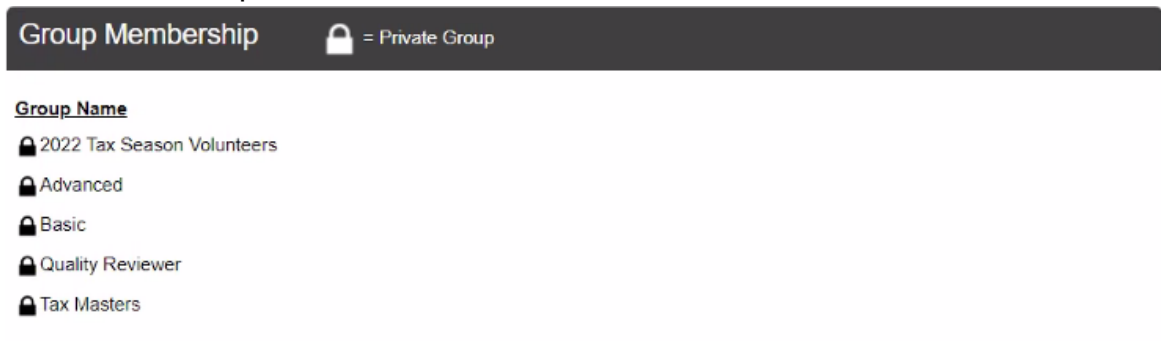 Group Membership = Private Group
Group Name
2022 Tax Season Volunteers
Advanced
Basic
Quality Reviewer
Tax Masters